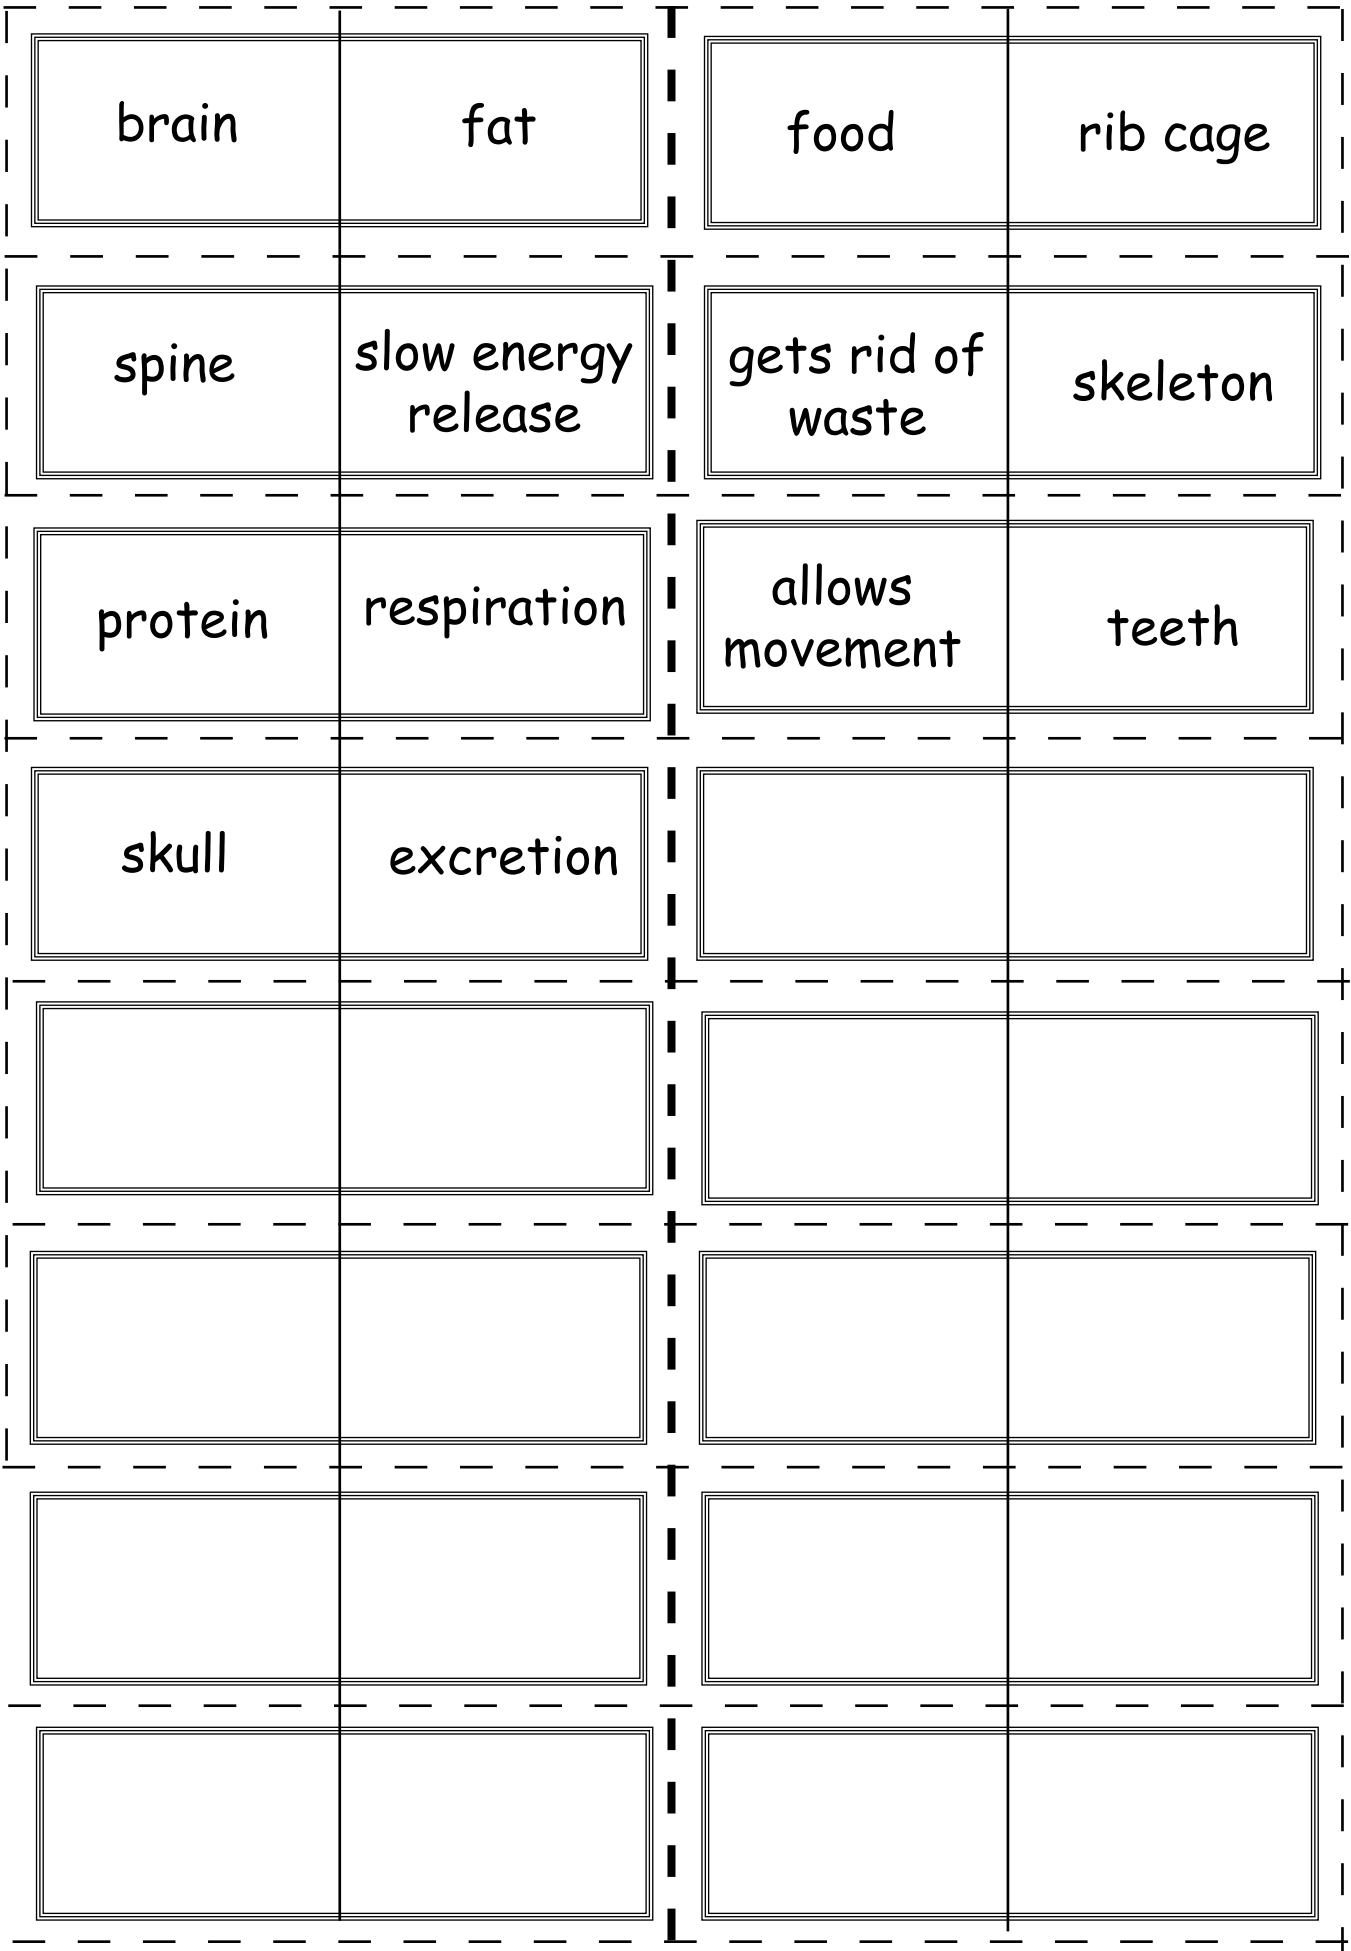 brain
fat
food
rib cage
spine
slow energy
release
gets rid of
waste
skeleton
protein
respiration
allows
movement
teeth
skull
excretion